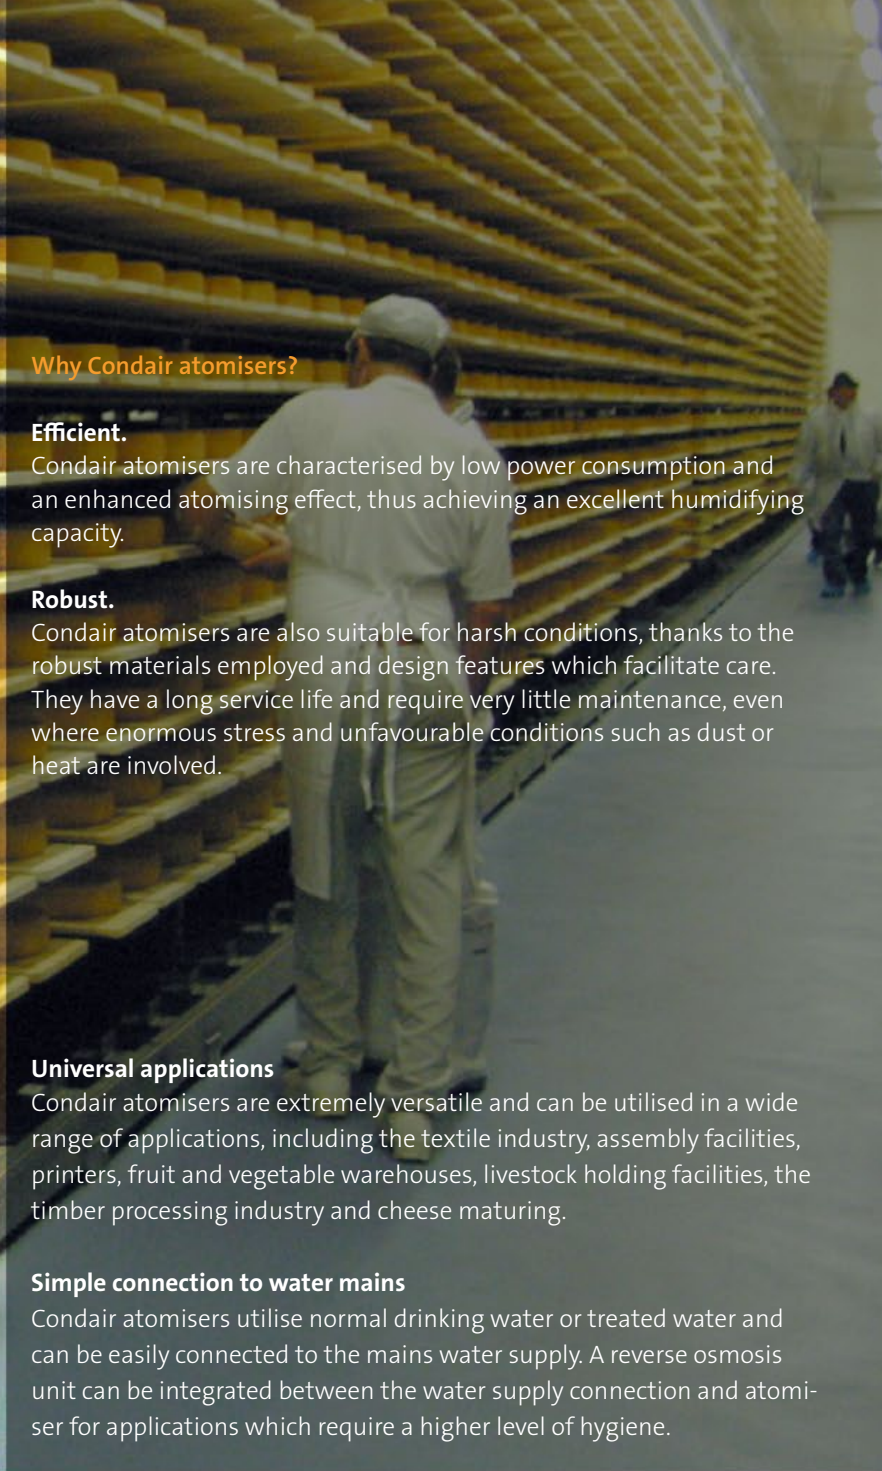 Why Condair atomisers?
Efficient.
Condair atomisers are characterised by low power consumption and
an enhanced atomising effect, thus achieving an excellent humidifying
capacity.
Robust.
Condair atomisers are also suitable for harsh conditions, thanks to the
robust materials employed and design features which facilitate care.
They have a long service life and require very little maintenance, even
where enormous stress and unfavourable conditions such as dust or
heat are involved.
Universal applications
Condair atomisers are extremely versatile and can be utilised in a wide
range of applications, including the textile industry, assembly facilities,
printers, fruit and vegetable warehouses, livestock holding facilities, the
timber processing industry and cheese maturing.
Simple connection to water mains
Condair atomisers utilise normal drinking water or treated water and
can be easily connected to the mains water supply. A reverse osmosis
unit can be integrated between the water supply connection and atomi-
ser for applications which require a higher level of hygiene.